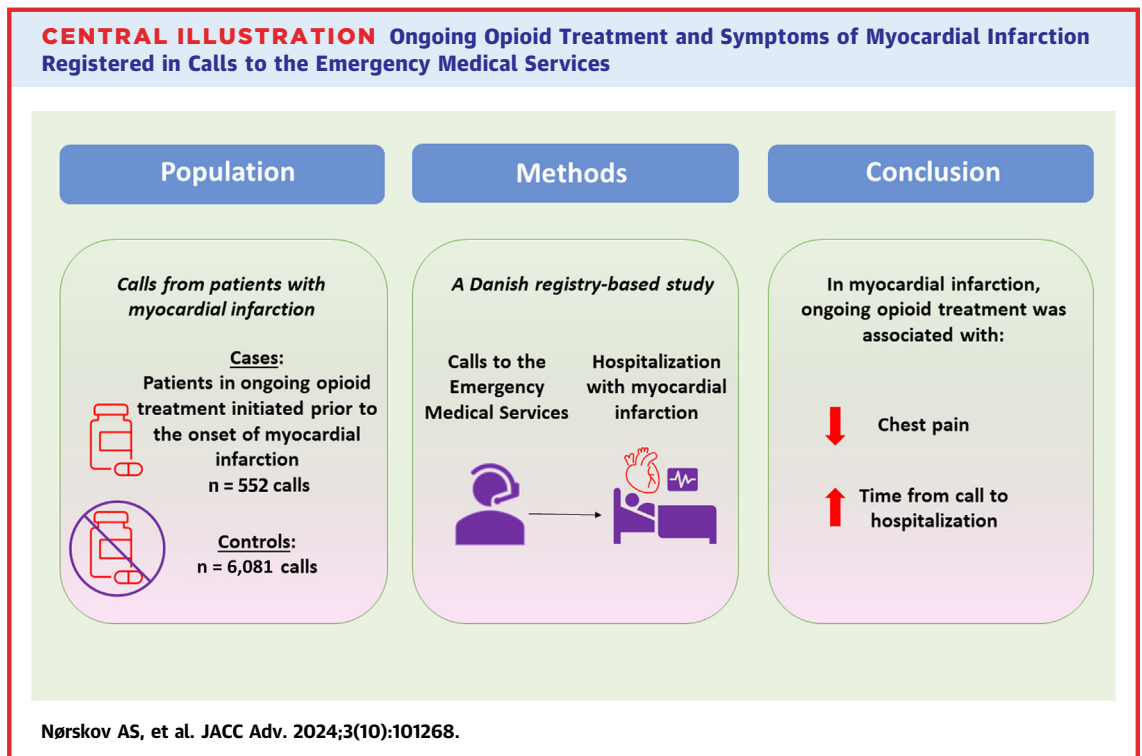 CENTRAL ILLUSTRATION Ongoing Opioid Treatment and Symptoms of Myocardial Infarction
Registered in Calls to the Emergency Medical Services
Population
Calls from patients with
myocardial infarction
Cases:
Patients in ongoing opioid
treatment initiated prior to
the onset of myocardial
infarction
n = 552 calls
Controls:
n = 6,081 calls
Methods
A Danish registry-based study
Calls to the
Emergency
Medical Services
Hospitalization
with myocardial
infarction
Conclusion
In myocardial infarction,
ongoing opioid treatment was
associated with:
Chest pain
Time from call to
hospitalization
Nørskov AS, et al. JACC Adv. 2024;3(10):101268.